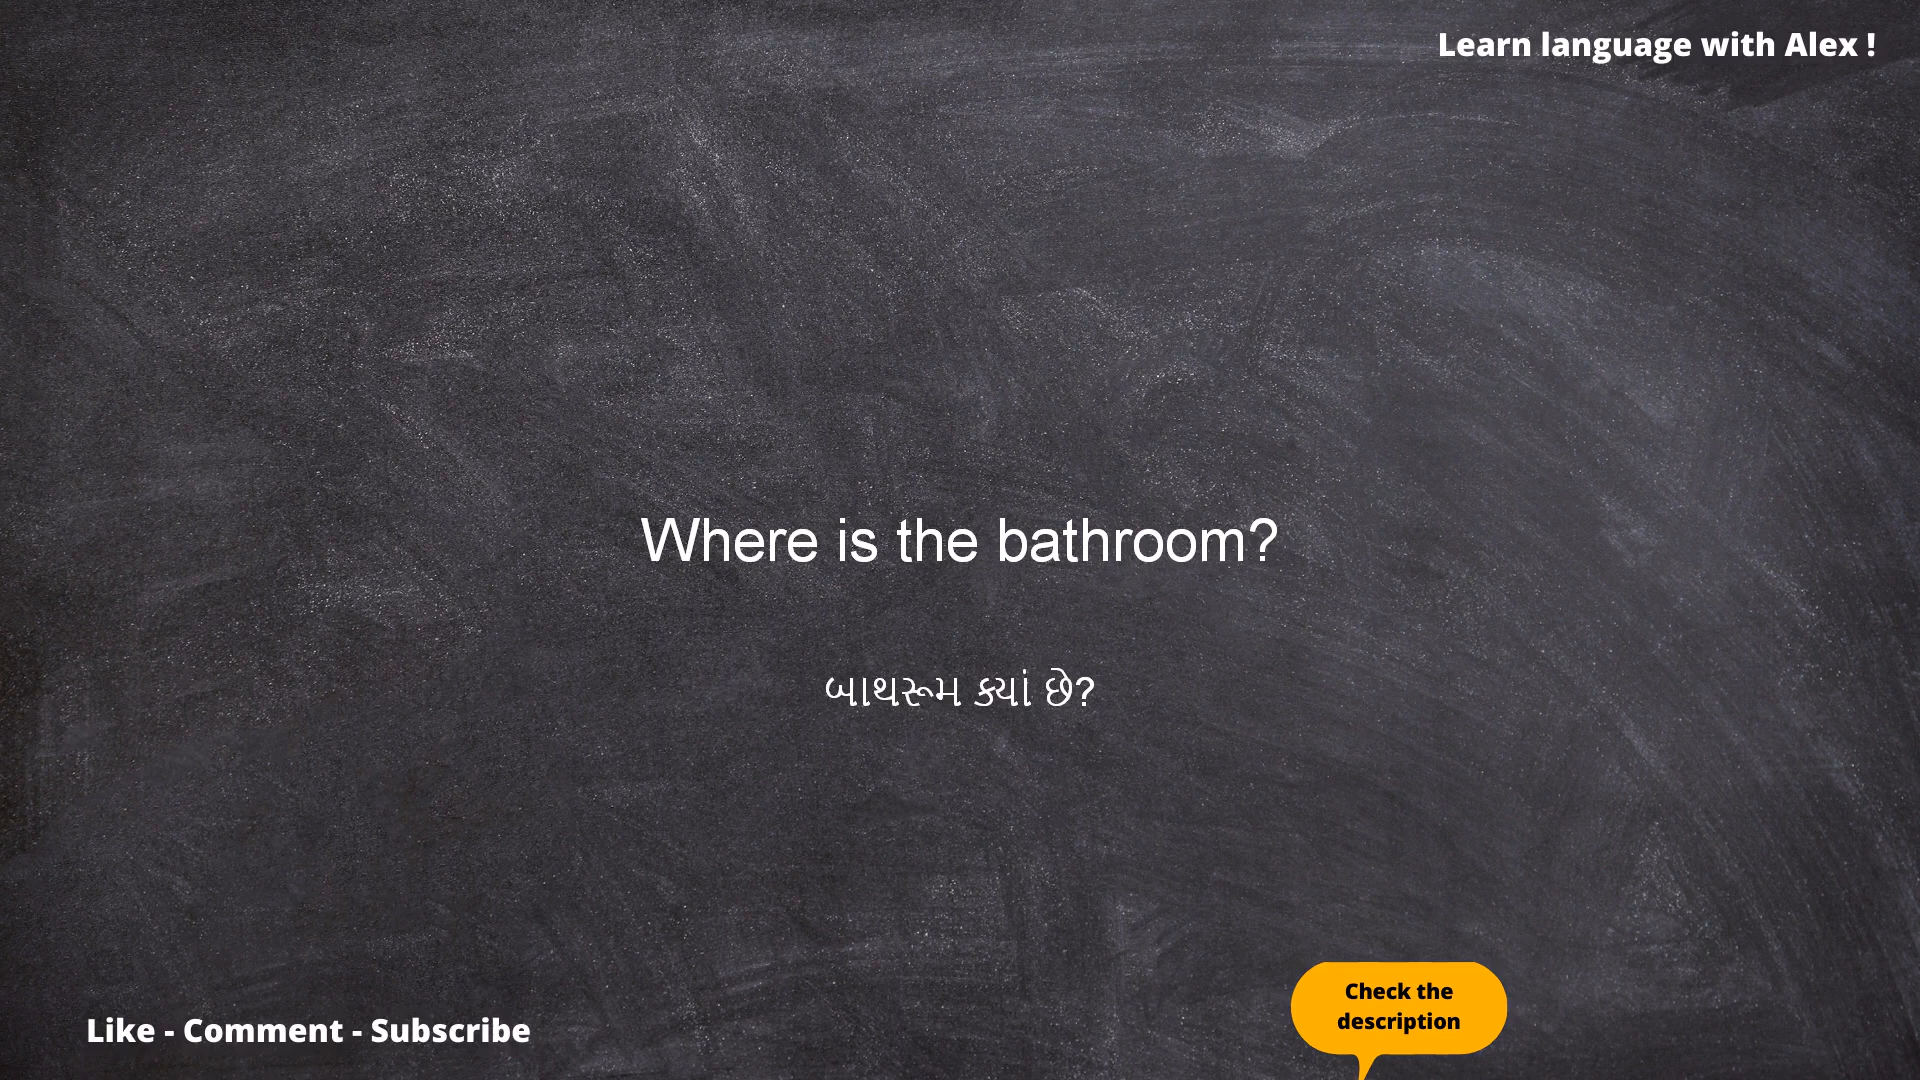 Learn language with Alex !
Where is the bathroom?
બાથરૂમ ક્યાં છે?
Check the
description
Like - Comment - Subscribe